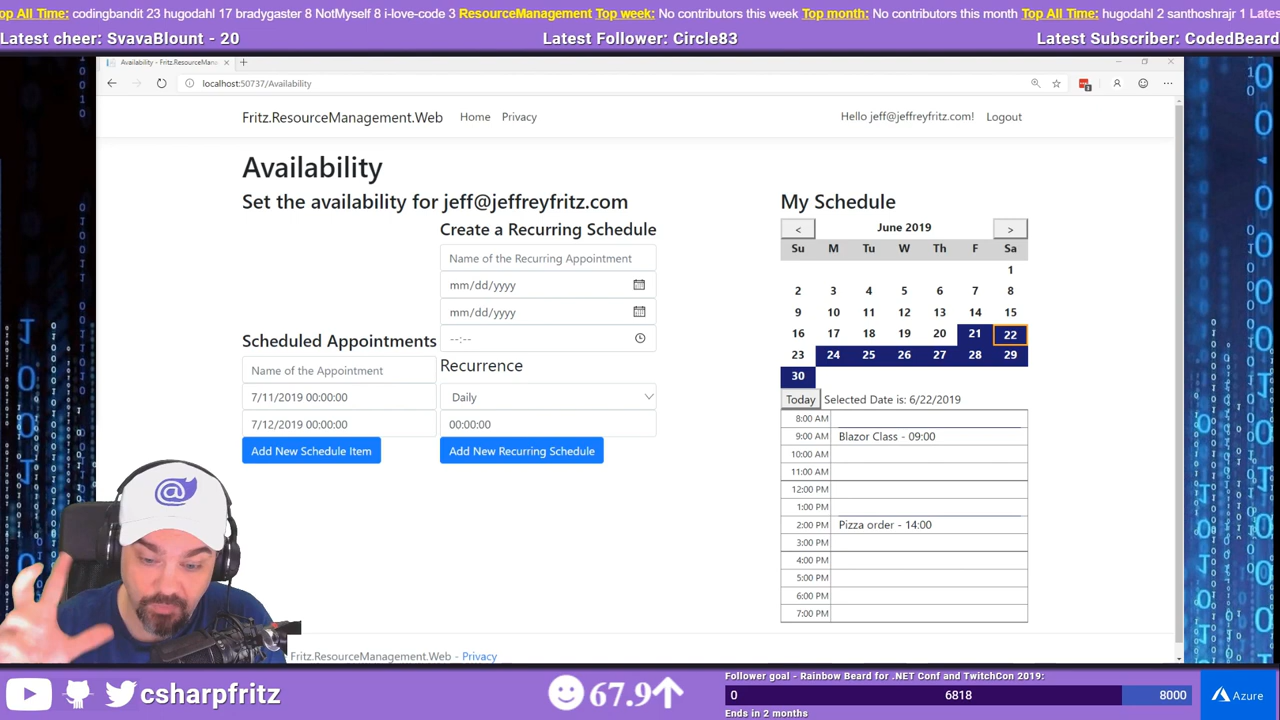 op All Time: codingbandit 23 hugodahl 17 bradygaster 8 NotMyself 8 i-love-code 3 ResourceManagement Top week: No contributors this week Top month: No contributors this month Top All Time: hugodahl 2 santhoshrajr 1 Lates
Latest cheer: SvavaBlount - 20
Latest Follower: Circle83
Latest Subscriber: CodedBeard
Availability - Fritz.ResourceMana
localhost:50737/Availability
Fritz.ResourceManagement.Web Home Privacy
Hello jeff@jeffreyfritz.com! Logout
Availability
Set the availability for jeff@jeffreyfritz.com
Create a Recurring Schedule
Name of the Recurring Appointment
mm/dd/yyyy
mm/dd/yyyy
--:--
Scheduled Appointments
Name of the Appointment
7/11/2019 00:00:00
7/12/2019 00:00:00
Add New Schedule Item
Recurrence
Daily
00:00:00
Add New Recurring Schedule
My Schedule
< June 2019 >
Su M Tu W Th F Sa
1
2 3 4 5 6 7 8
9 10 11 12 13 14 15
16 17 18 19 20 21 22
23 24 25 26 27 28 29
30
Today Selected Date is: 6/22/2019
8:00 AM
9:00 AM Blazor Class - 09:00
10:00 AM
11:00 AM
12:00 PM
1:00 PM
2:00 PM Pizza order - 14:00
3:00 PM
4:00 PM
5:00 PM
6:00 PM
7:00 PM
Fritz.ResourceManagement.Web - Privacy
csharpfritz
67.9
Follower goal - Rainbow Beard for .NET Conf and TwitchCon 2019:
0 6818 8000
Ends in 2 months
Azure